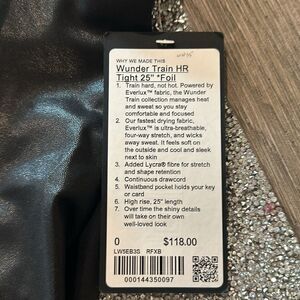 WHY WE MADE THIS
Wunder Train HR
Tight 25" *Foil
1. Train hard, not hot. Powered by
Everlux™ fabric, the Wunder
Train collection manages heat
and sweat so you stay
comfortable and focused
2. Our fastest drying fabric,
Everlux™ is ultra-breathable,
four-way stretch, and wicks
away sweat. It feels soft on
the outside and cool and sleek
next to skin
3. Added Lycra® fibre for stretch
and shape retention
4. Continuous drawcord
5. Waistband pocket holds your key
or card
6. High rise, 25" length
7. Over time the shiny details
will take on their own
well-loved look
0 $118.00
LW5EB3S RFXB
000144350097